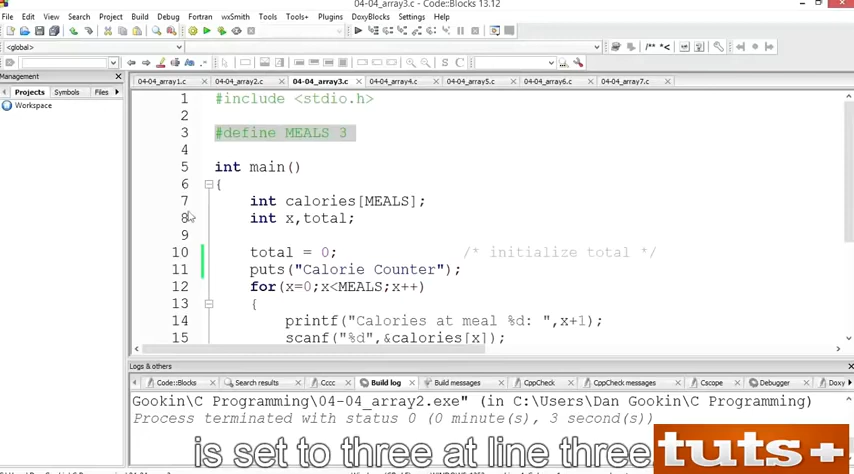 04-04_array3.c - Code::Blocks 13.12
File Edit View Search Project Build Debug Fortran wxSmith Tools Tools+ Plugins DoxyBlocks Settings Help
<global>
/** *<
S C
Management
04-04_array1.c 04-04_array2.c 04-04_array3.c 04-04_array4.c 04-04_array5.c 04-04_array6.c 04-04_array7.c
Projects Symbols Files
Workspace
1 #include <stdio.h>
2
3 #define MEALS 3
4
5 int main()
6 {
7 int calories[MEALS];
8 int x,total;
9
10 total = 0; /* initialize total */
11 puts("Calorie Counter");
12 for(x=0;x<MEALS;x++)
13 {
14 printf("Calories at meal %d: ",x+1);
15 scanf("%d",&calories[x]);
Logs & others
Code::Blocks Search results Cccc Build log Build messages CppCheck CppCheck messages Cscope Debugger Doxy
Gookin\C Programming\04-04_array2.exe" (in C:\Users\Dan Gookin\C Programming)
Process terminated with status 0 (0 minute(s), 3 second(s))
is set to three at line three.
tuts+